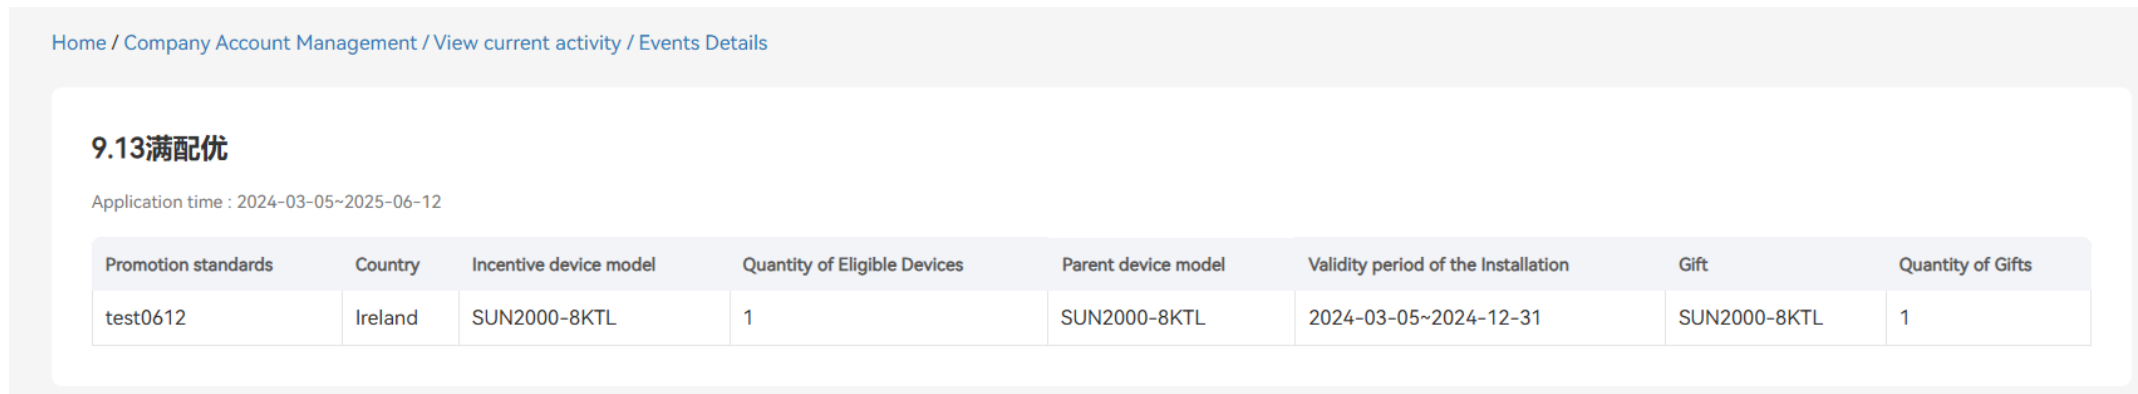 Home / Company Account Management / View current activity / Events Details
9.13满配优
Application time : 2024-03-05~2025-06-12
Promotion standards Country Incentive device model Quantity of Eligible Devices Parent device model Validity period of the Installation Gift Quantity of Gifts
test0612 Ireland SUN2000-8KTL 1 SUN2000-8KTL 2024-03-05~2024-12-31 SUN2000-8KTL 1